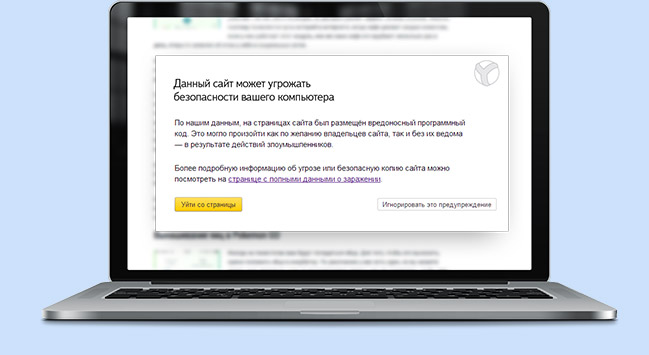 Данный сайт может угрожать
безопасности вашего компьютера
По нашим данным, на страницах сайта был размещён вредоносный программный
код. Это могло произойти как по желанию владельцев сайта, так и без их ведома
— в результате действий злоумышленников.
Более подробную информацию об угрозе или безопасную копию сайта можно
посмотреть на странице с полными данными о заражении.
Уйти со страницы
Игнорировать это предупреждение